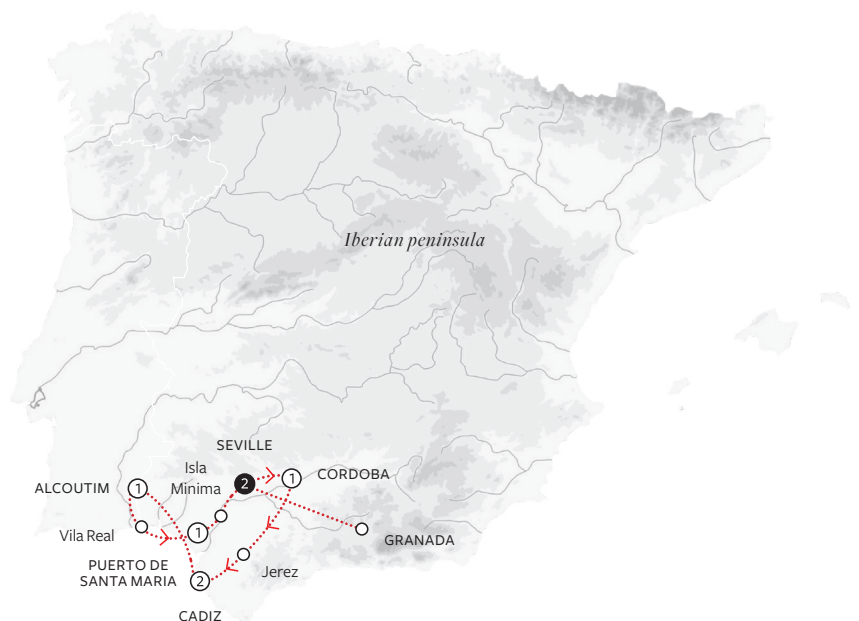 Iberian peninsula
SEVILLE
Isla
Minima
2
1
CORDOBA
ALCOUTIM
1
Vila Real
1
GRANADA
PUERTO DE
SANTA MARIA
2
Jerez
CADIZ